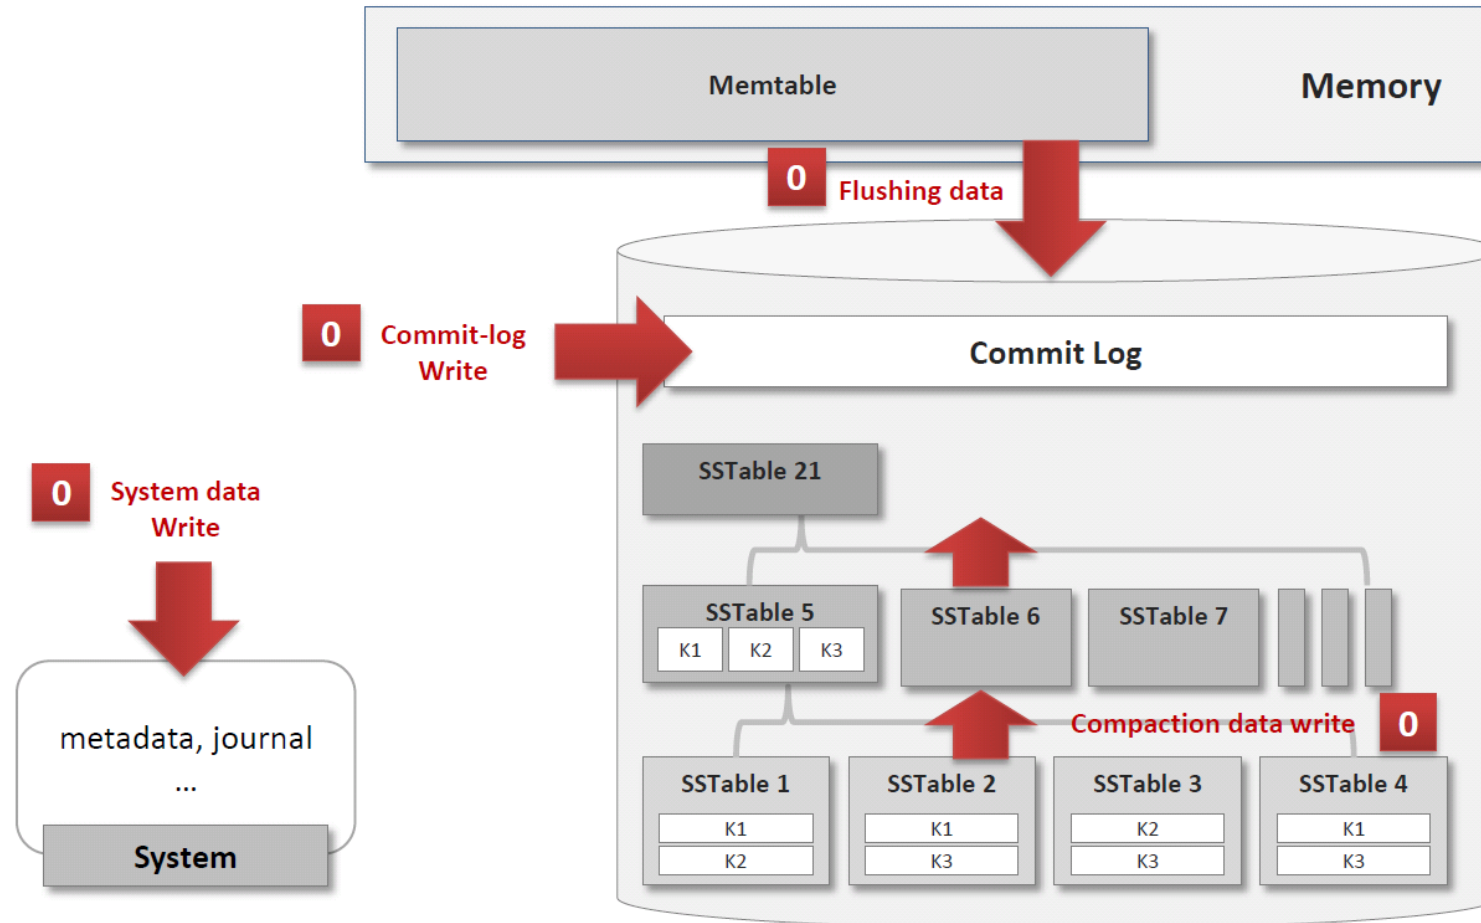 Memtable
Memory
0
Flushing data
0
Commit-log
Write
Commit Log
0
System data
Write
SSTable 21
SSTable 5
K1 K2 K3
SSTable 6
SSTable 7
metadata, journal
...
System
Compaction data write
0
SSTable 1
K1
K2
SSTable 2
K1
K3
SSTable 3
K2
K3
SSTable 4
K1
K3